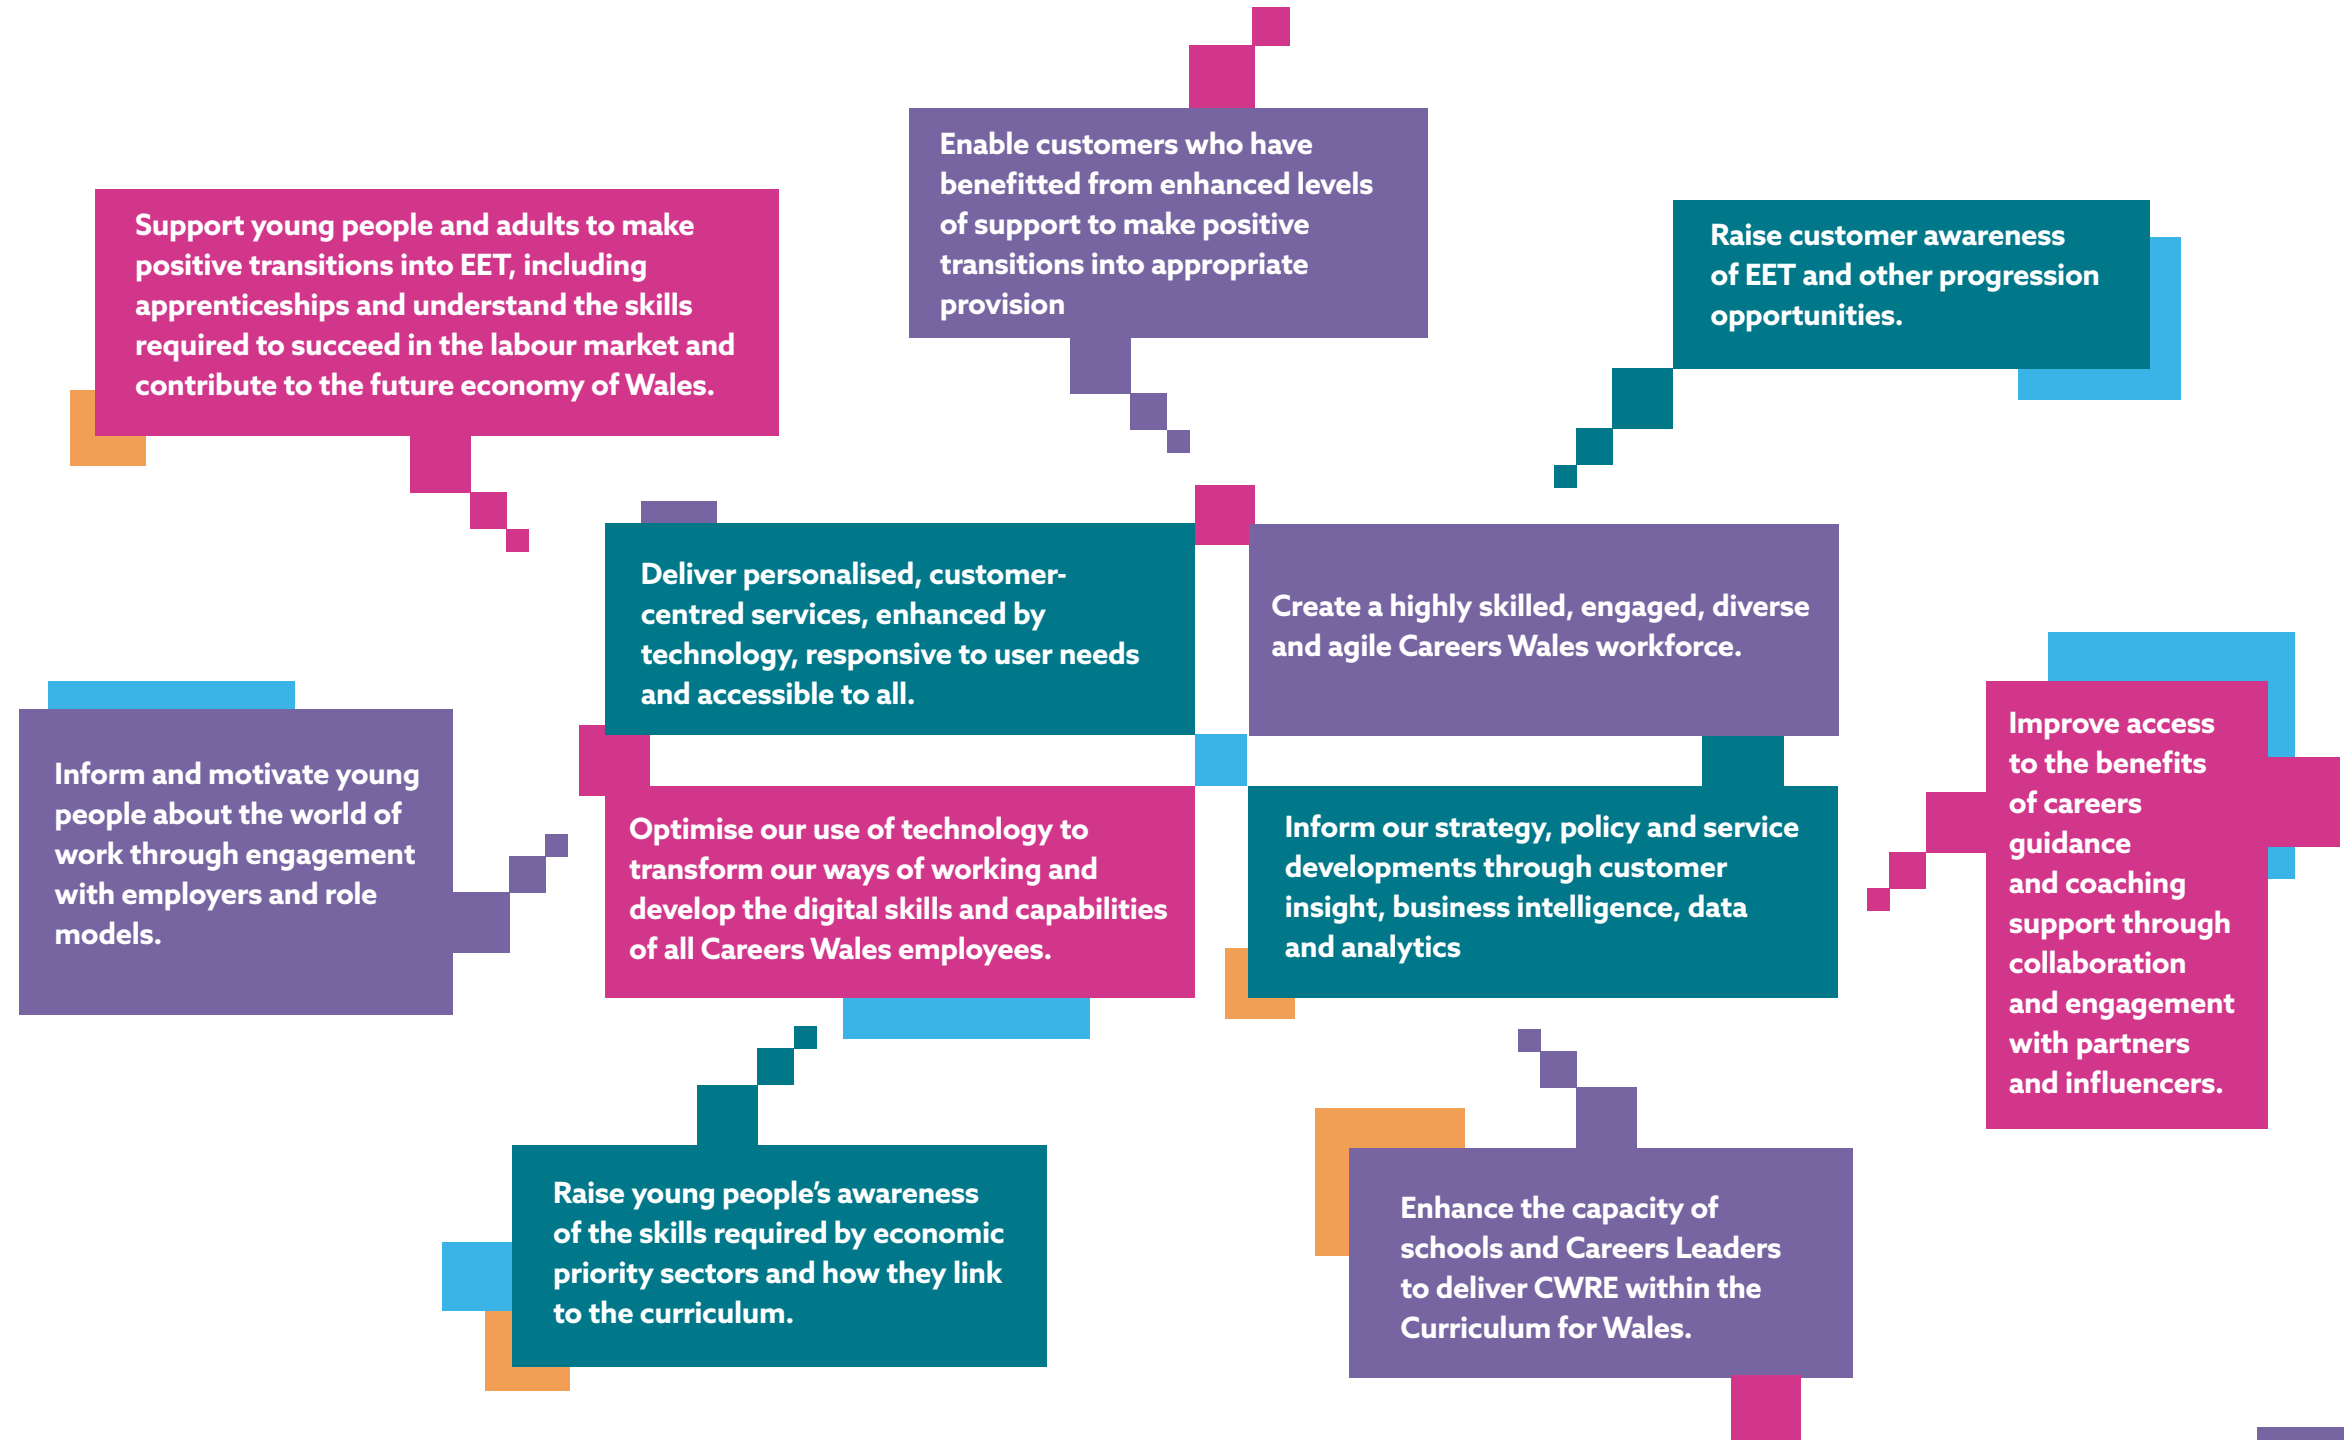 Enable customers who have
benefitted from enhanced levels
of support to make positive
transitions into appropriate
provision
Support young people and adults to make
positive transitions into EET, including
apprenticeships and understand the skills
required to succeed in the labour market and
contribute to the future economy of Wales.
Raise customer awareness
of EET and other progression
opportunities.
Deliver personalised, customer-
centred services, enhanced by
technology, responsive to user needs
and accessible to all.
Create a highly skilled, engaged, diverse
and agile Careers Wales workforce.
Inform and motivate young
people about the world of
work through engagement
with employers and role
models.
Optimise our use of technology to
transform our ways of working and
develop the digital skills and capabilities
of all Careers Wales employees.
Inform our strategy, policy and service
developments through customer
insight, business intelligence, data
and analytics
Improve access
to the benefits
of careers
guidance
and coaching
support through
collaboration
and engagement
with partners
and influencers.
Raise young people’s awareness
of the skills required by economic
priority sectors and how they link
to the curriculum.
Enhance the capacity of
schools and Careers Leaders
to deliver CWRE within the
Curriculum for Wales.